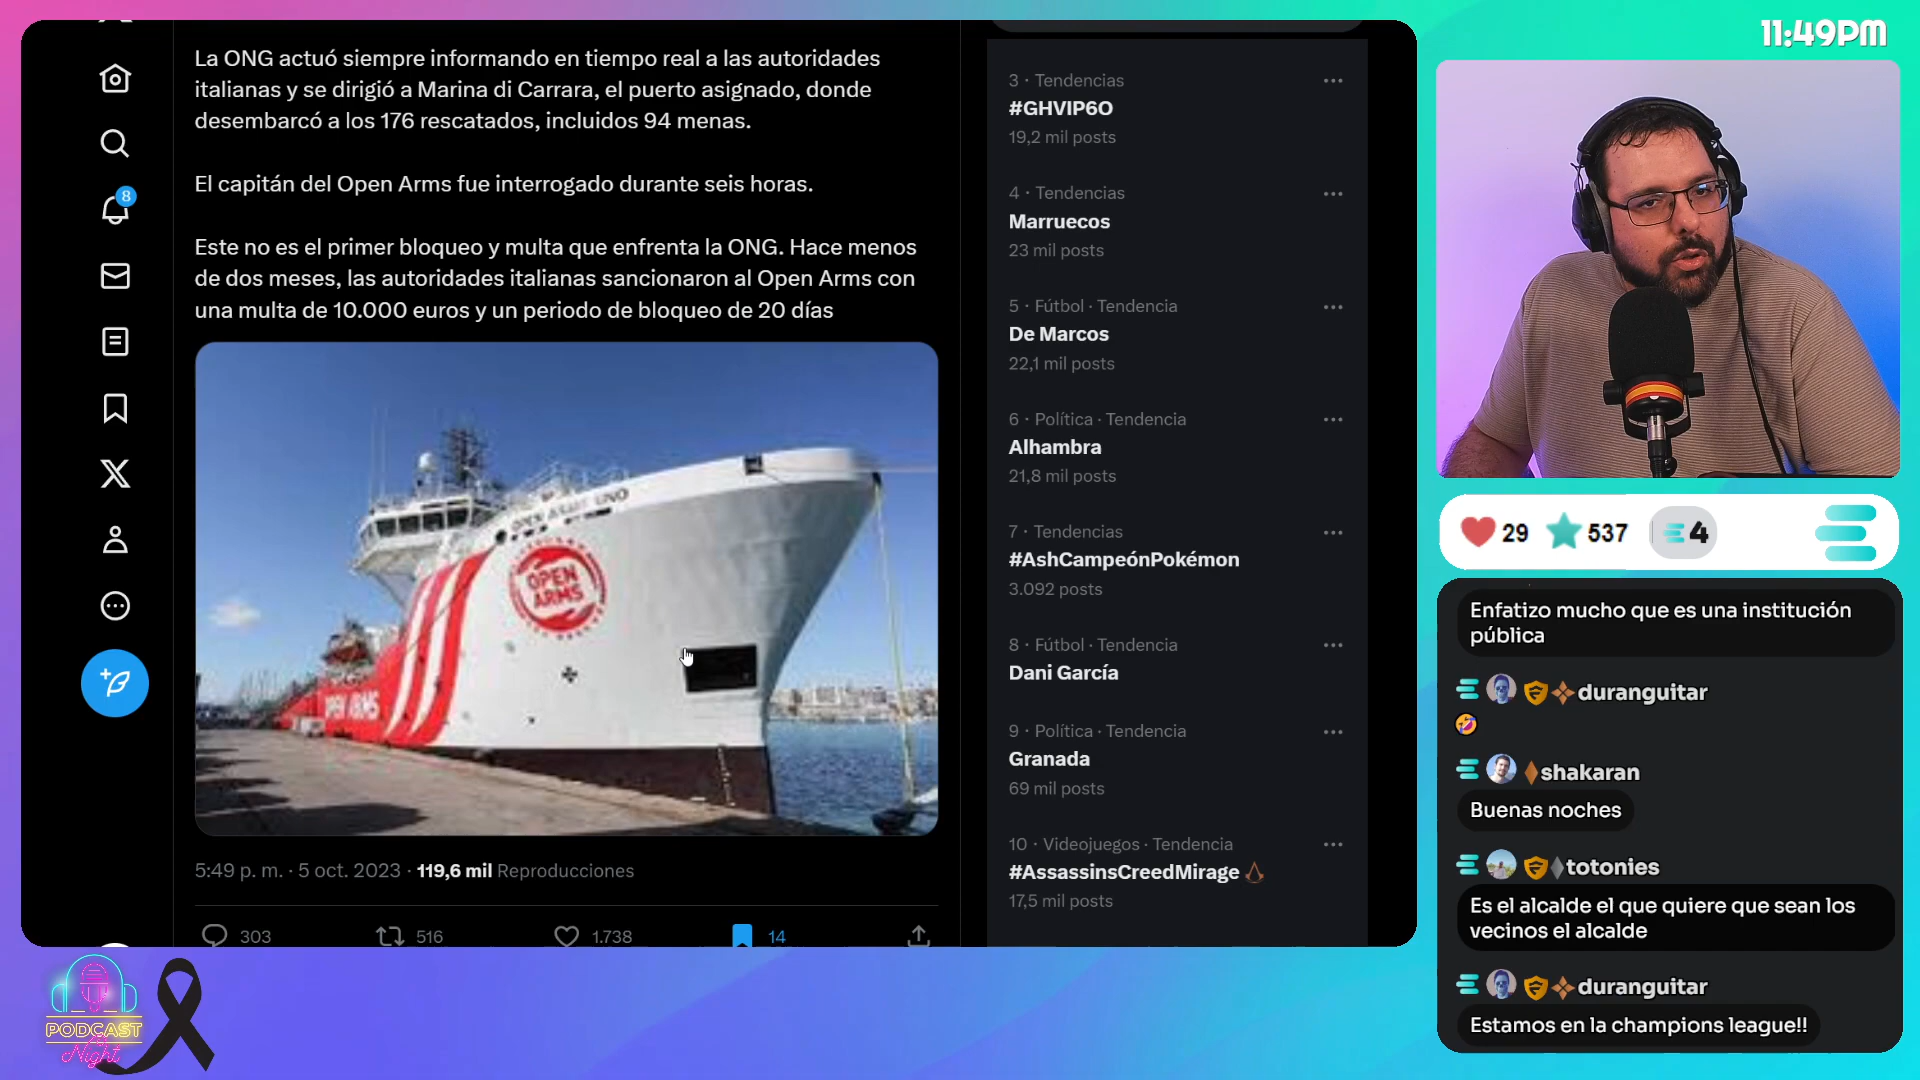 La ONG actuó siempre informando en tiempo real a las autoridades
italianas y se dirigió a Marina di Carrara, el puerto asignado, donde
desembarcó a los 176 rescatados, incluidos 94 menas.
El capitán del Open Arms fue interrogado durante seis horas.
Este no es el primer bloqueo y multa que enfrenta la ONG. Hace menos
de dos meses, las autoridades italianas sancionaron al Open Arms con
una multa de 10.000 euros y un periodo de bloqueo de 20 días
8
OPEN ARMS UNO
OPEN
ARMS
OPEN ARMS
5:49 p. m. · 5 oct. 2023 · 119,6 mil Reproducciones
303
516
1.738
14
3 · Tendencias
#GHVIP6O
19,2 mil posts
4 · Tendencias
Marruecos
23 mil posts
5 · Fútbol · Tendencia
De Marcos
22,1 mil posts
6 · Política · Tendencia
Alhambra
21,8 mil posts
7 · Tendencias
#AshCampeónPokémon
3.092 posts
8 · Fútbol · Tendencia
Dani García
9 · Política · Tendencia
Granada
69 mil posts
10 · Videojuegos · Tendencia
#AssassinsCreedMirage
17,5 mil posts
11:49PM
29
537
4
Enfatizo mucho que es una institución
pública
duranguitar
shakaran
Buenas noches
totonies
Es el alcalde el que quiere que sean los
vecinos el alcalde
duranguitar
Estamos en la champions league!!
PODCAST
Night